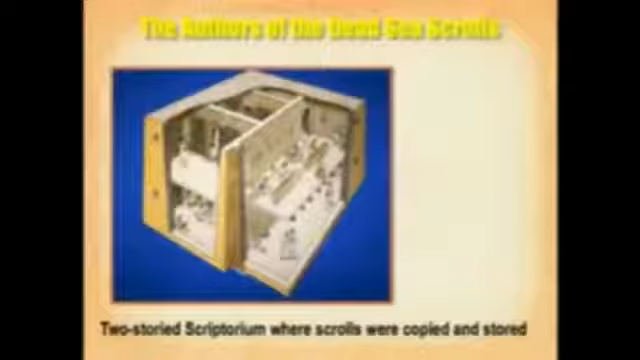 The Authors of the Dead Sea Scrolls
Two-storied Scriptorium where scrolls were copied and stored